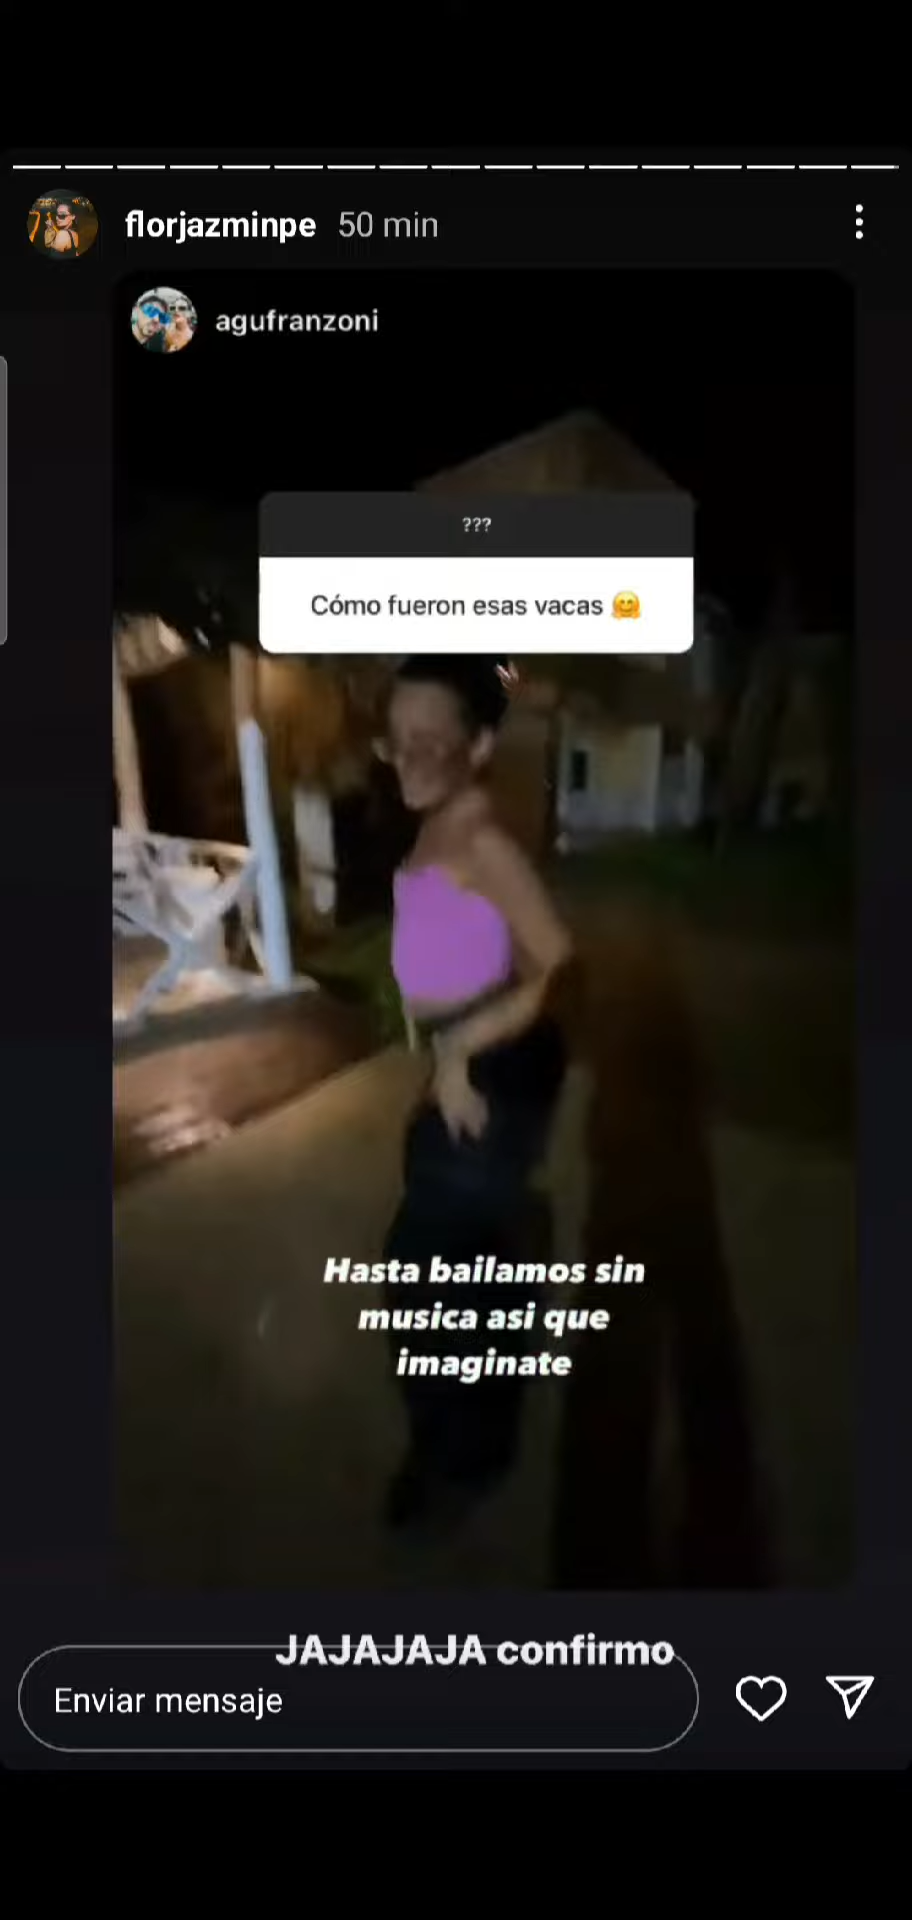 florjazminpe 50 min
agufranzoni
???
Cómo fueron esas vacas 🤗
Hasta bailamos sin
musica asi que
imaginate
JAJAJAJA confirmo
Enviar mensaje